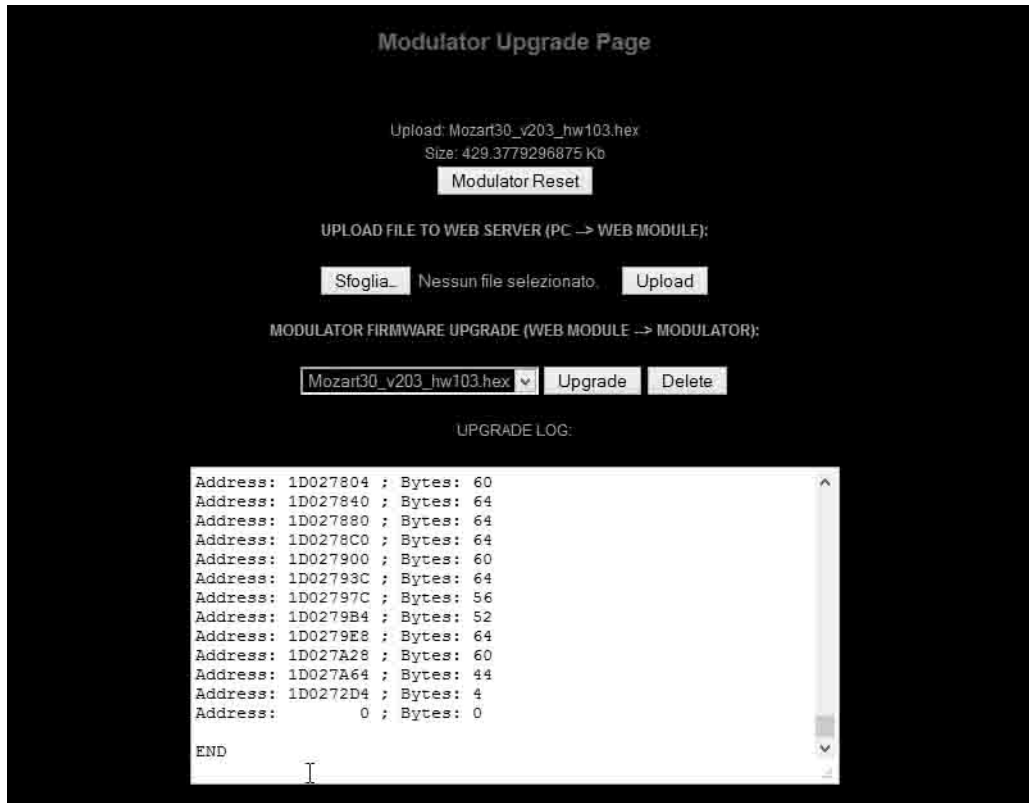 Modulator Upgrade Page
Upload: Mozart30_v203_hw103.hex
Size: 429.3779296875 Kb
Modulator Reset
UPLOAD FILE TO WEB SERVER (PC --> WEB MODULE):
Sfoglia_ Nessun file selezionato. Upload
MODULATOR FIRMWARE UPGRADE (WEB MODULE --> MODULATOR):
Mozart30_v203_hw103.hex Upgrade Delete
UPGRADE LOG:
Address: 1D027804 ; Bytes: 60
Address: 1D027840 ; Bytes: 64
Address: 1D027880 ; Bytes: 64
Address: 1D0278C0 ; Bytes: 64
Address: 1D027900 ; Bytes: 60
Address: 1D02793C ; Bytes: 64
Address: 1D02797C ; Bytes: 56
Address: 1D0279B4 ; Bytes: 52
Address: 1D0279E8 ; Bytes: 64
Address: 1D027A28 ; Bytes: 60
Address: 1D027A64 ; Bytes: 44
Address: 1D0272D4 ; Bytes: 4
Address: 0 ; Bytes: 0
END